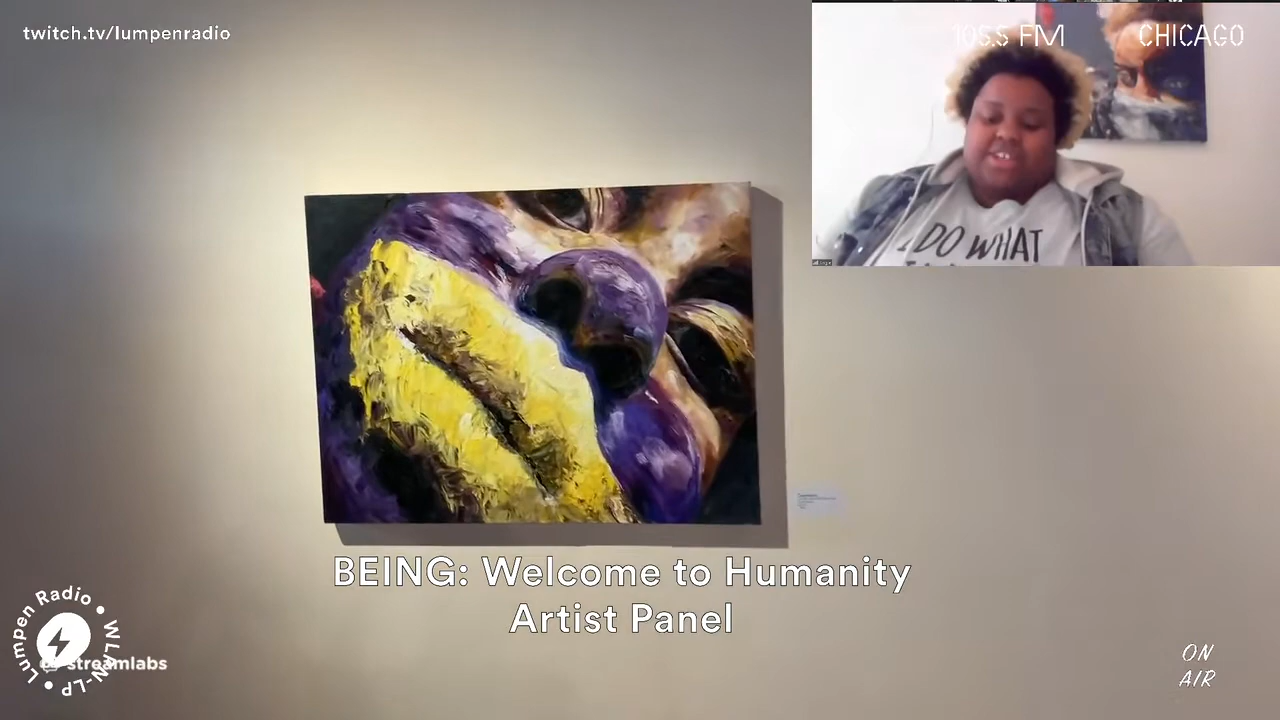 twitch.tv/lumpenradio
105.5 FM
CHICAGO
I DO WHAT
BEING: Welcome to Humanity
Artist Panel
Lumpen Radio • WLPN-LP •
streamlabs
ON
AIR